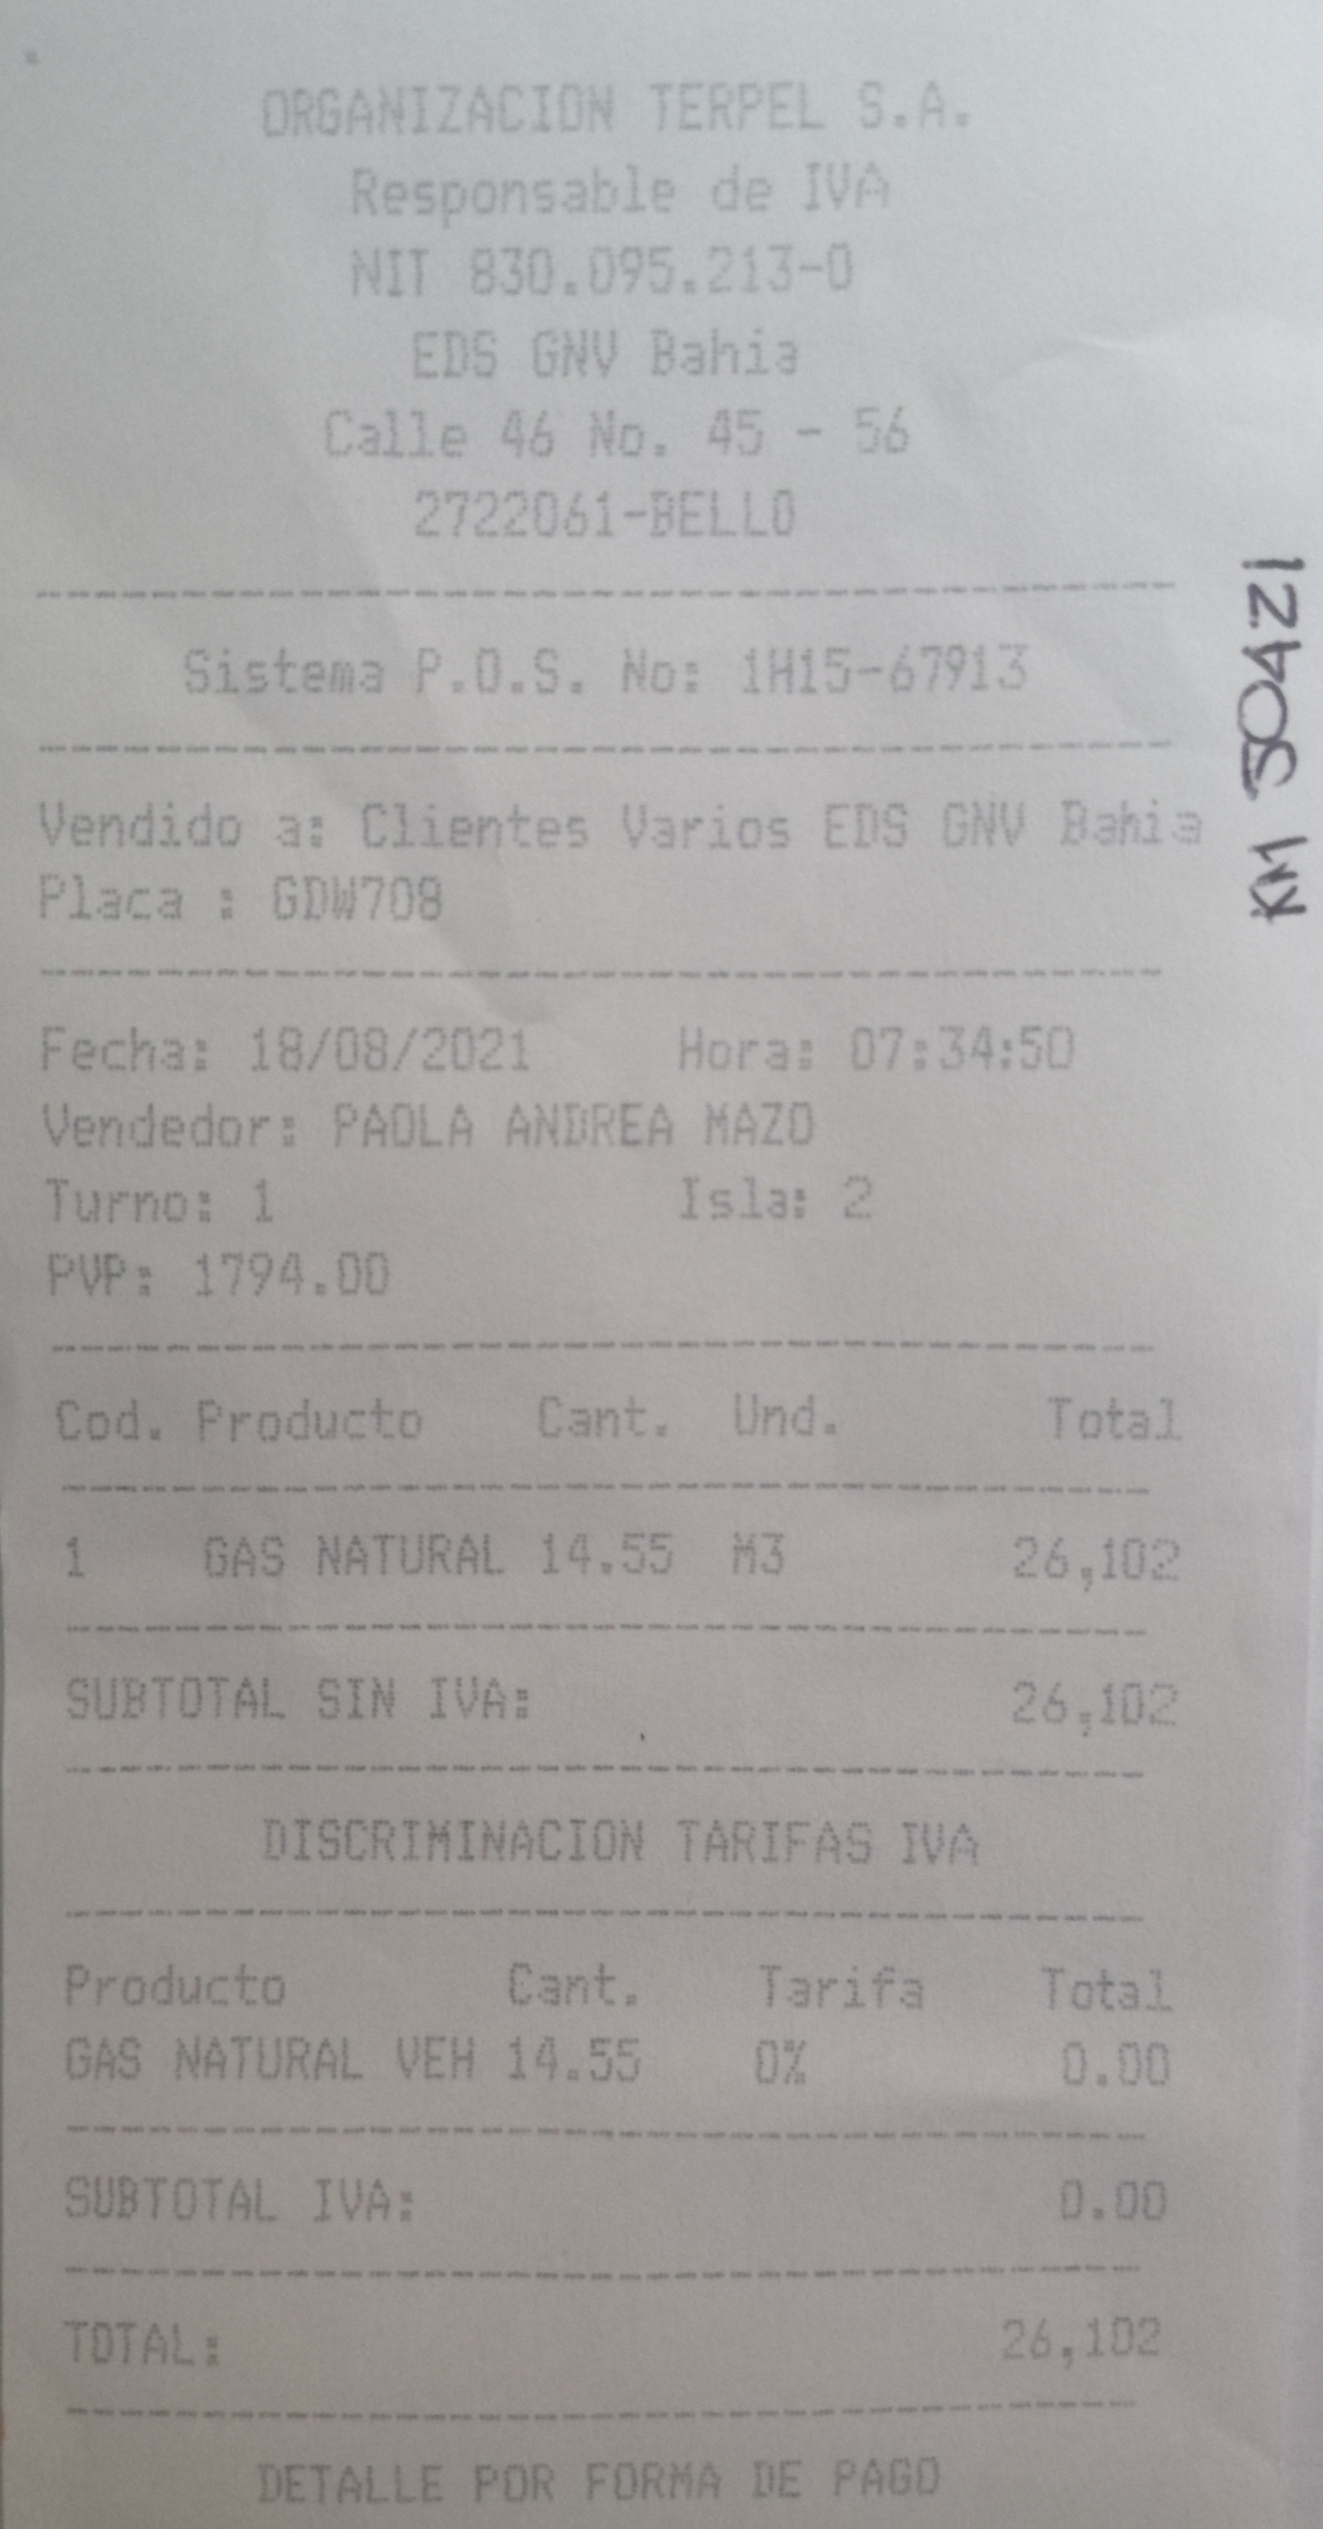 ORGANIZACION TERPEL S.A.
Responsable de IVA
NIT 830.095.213-0
EDS GNV Bahia
Calle 46 No. 45 - 56
2722061-BELLO
Sistema P.O.S. No: 1H15-67913
Vendido a: Clientes Varios EDS GNV Bahia
Placa : GDW708
Fecha: 18/08/2021 Hora: 07:34:50
Vendedor: PAOLA ANDREA MAZO
Turno: 1 Isla: 2
PVP: 1794.00
Cod. Producto Cant. Und. Total
1 GAS NATURAL 14.55 M3 26,102
SUBTOTAL SIN IVA: 26,102
DISCRIMINACION TARIFAS IVA
Producto Cant. Tarifa Total
GAS NATURAL VEH 14.55 0% 0.00
SUBTOTAL IVA: 0.00
TOTAL: 26,102
DETALLE POR FORMA DE PAGO
KM 50421